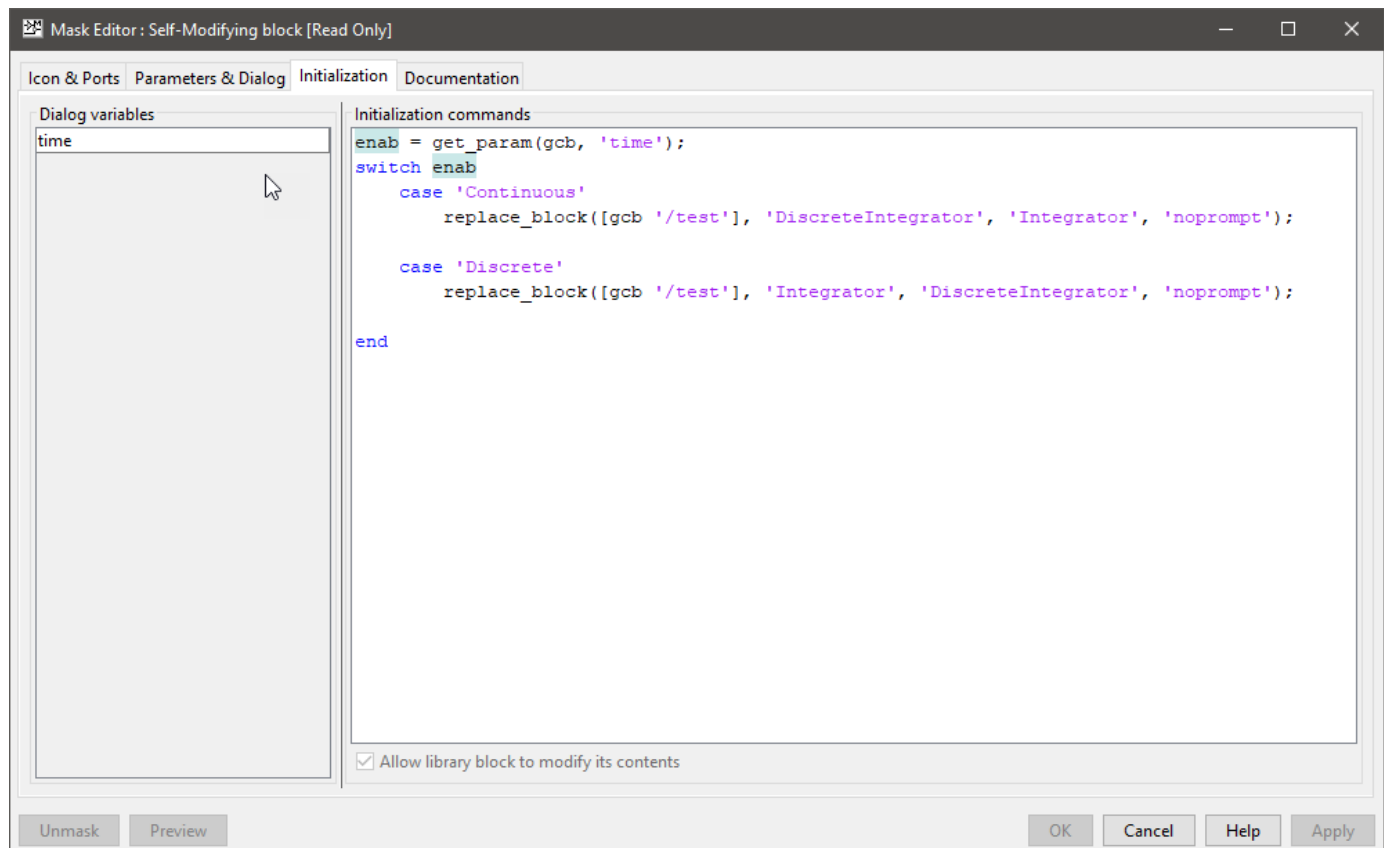 Mask Editor : Self-Modifying block [Read Only]
Icon & Ports Parameters & Dialog Initialization Documentation
Dialog variables
time
Initialization commands
enab = get_param(gcb, 'time');
switch enab
    case 'Continuous'
        replace_block([gcb '/test'], 'DiscreteIntegrator', 'Integrator', 'noprompt');
    case 'Discrete'
        replace_block([gcb '/test'], 'Integrator', 'DiscreteIntegrator', 'noprompt');
end
Allow library block to modify its contents
Unmask Preview OK Cancel Help Apply